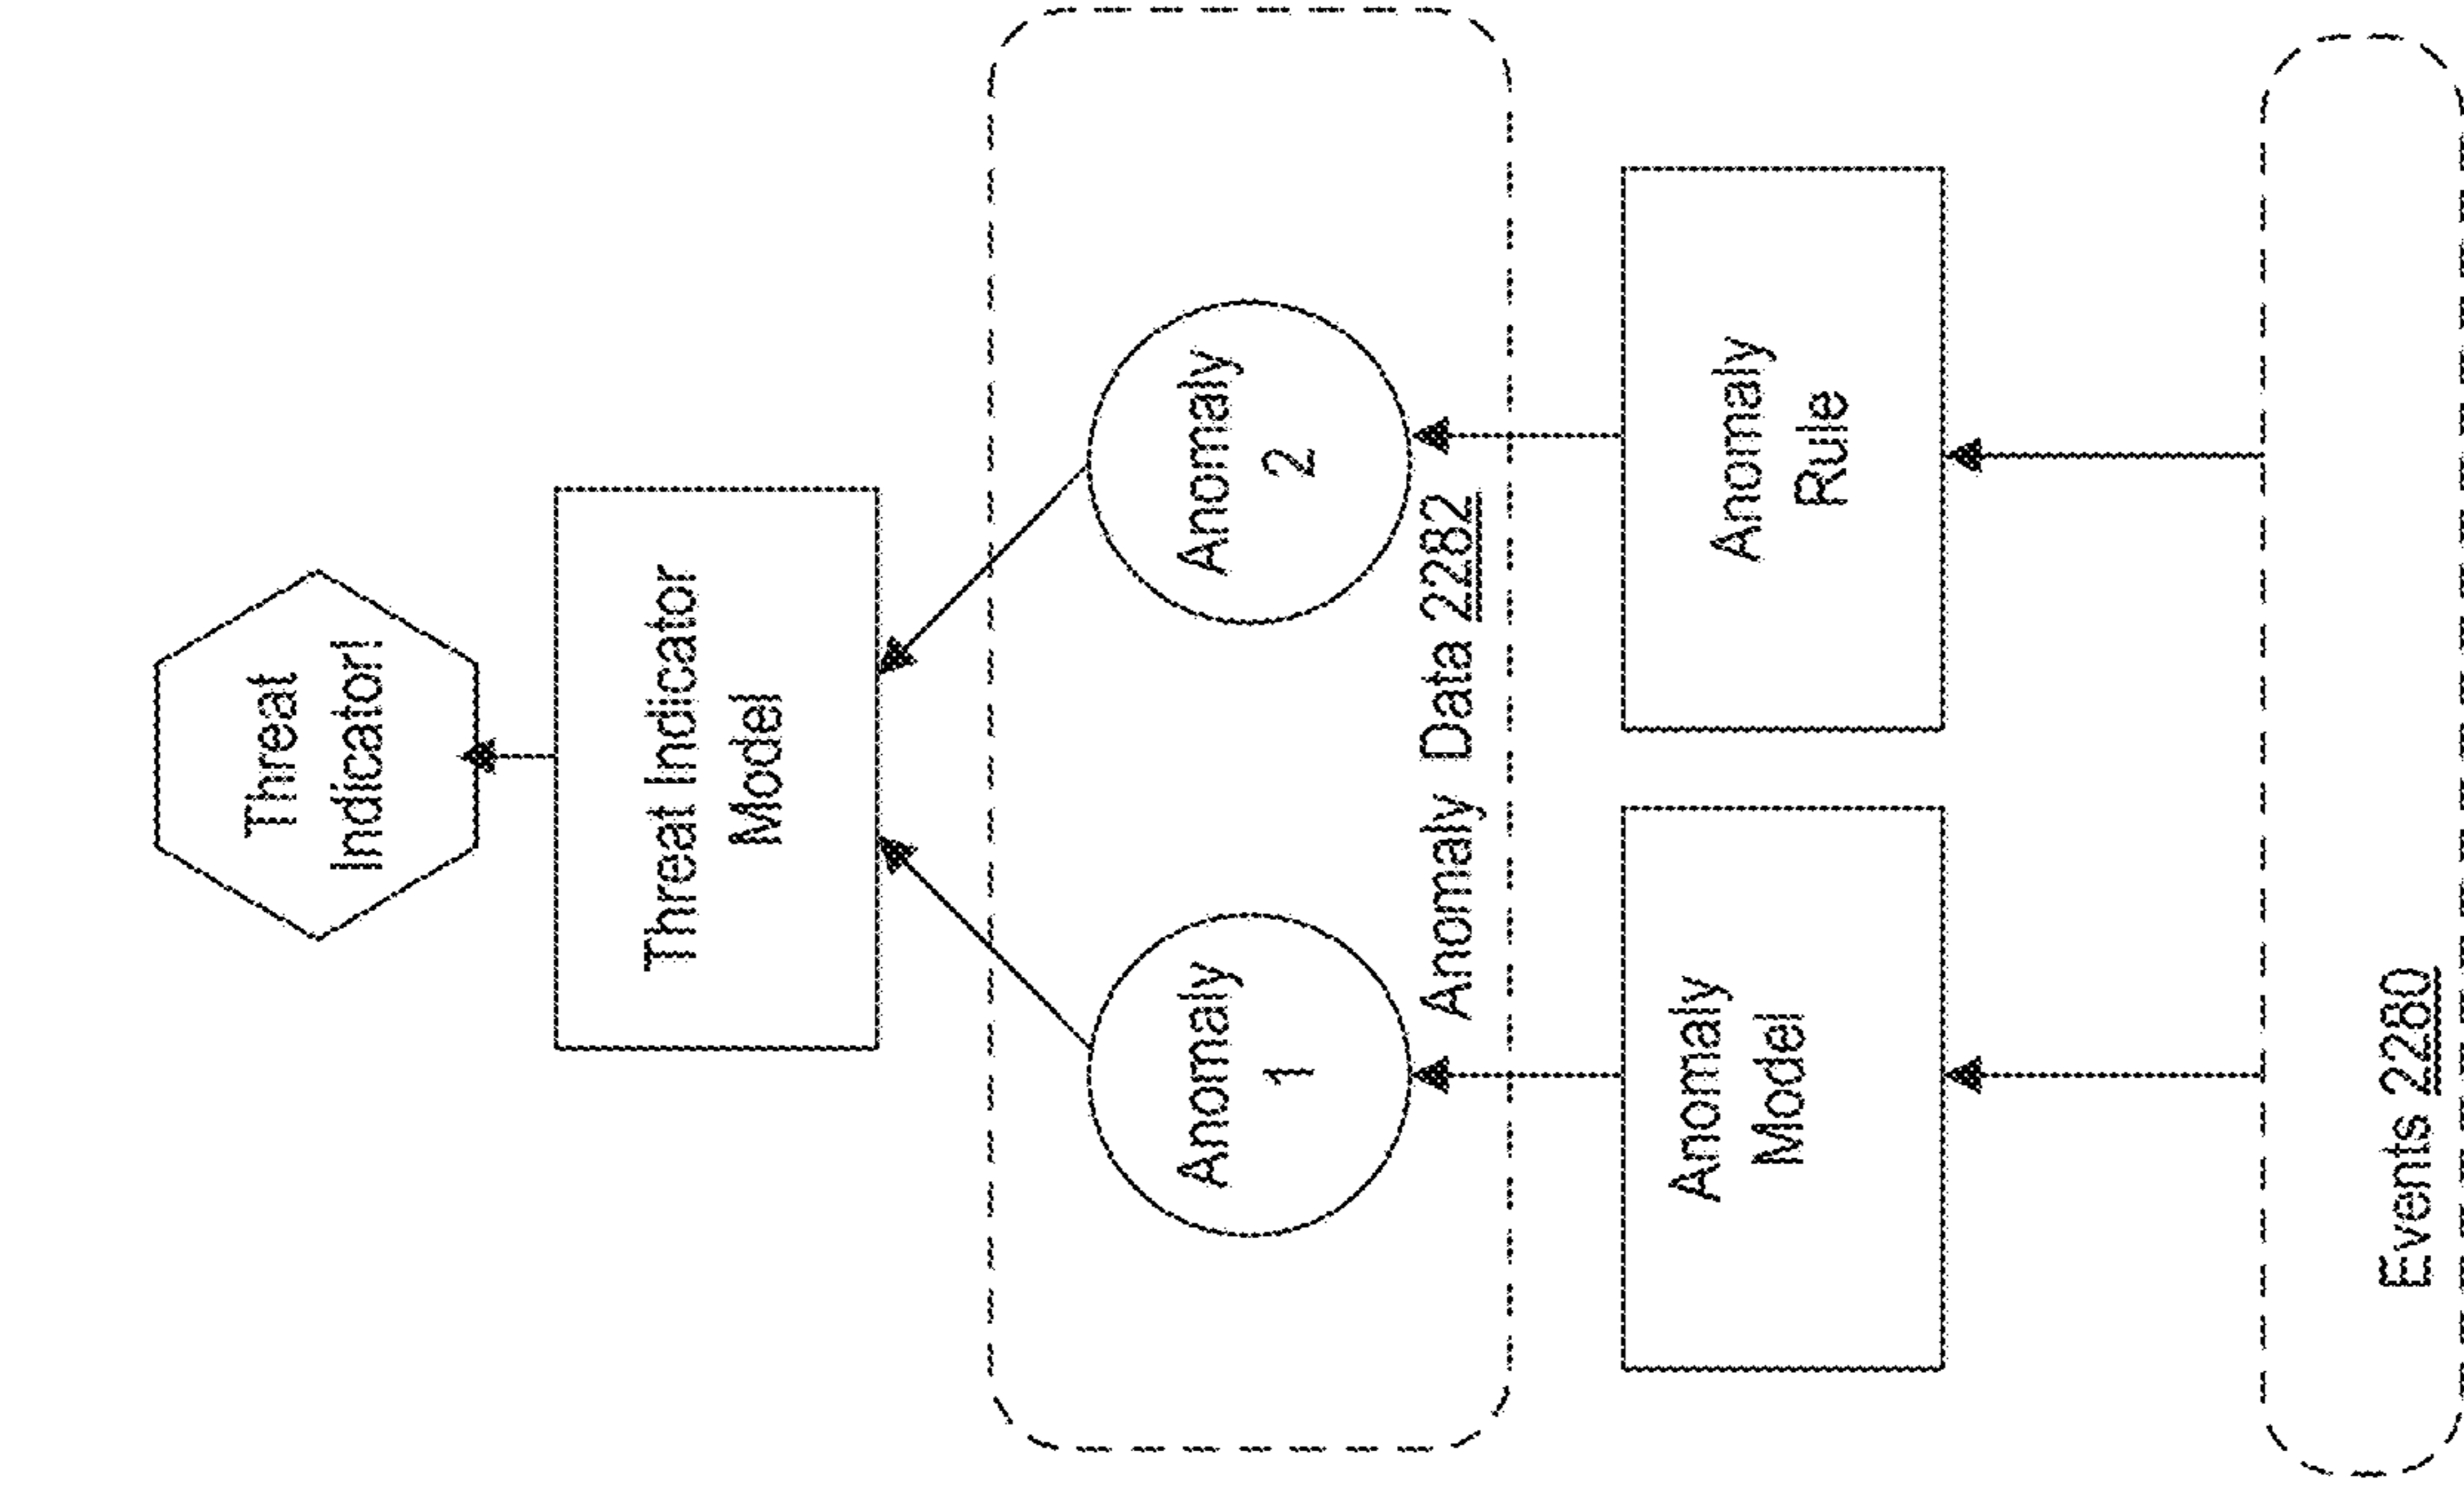 Threat
Indicator!
Threat Indicator
Model
Anomaly
1
Anomaly
2
Anomaly Data 2282
Anomaly
Model
Anomaly
Rule
Events 2280